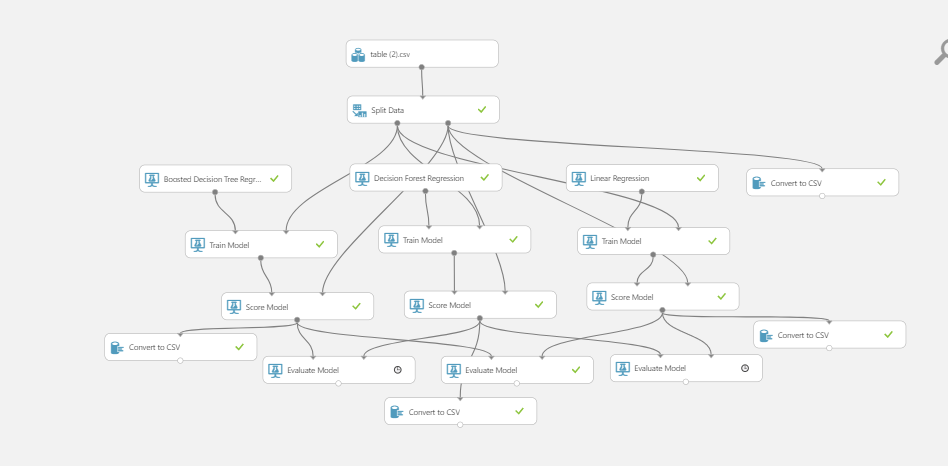 table (2).csv
Split Data
Boosted Decision Tree Regr...
Decision Forest Regression
Linear Regression
Convert to CSV
Train Model
Train Model
Train Model
Score Model
Score Model
Score Model
Convert to CSV
Convert to CSV
Evaluate Model
Evaluate Model
Evaluate Model
Convert to CSV